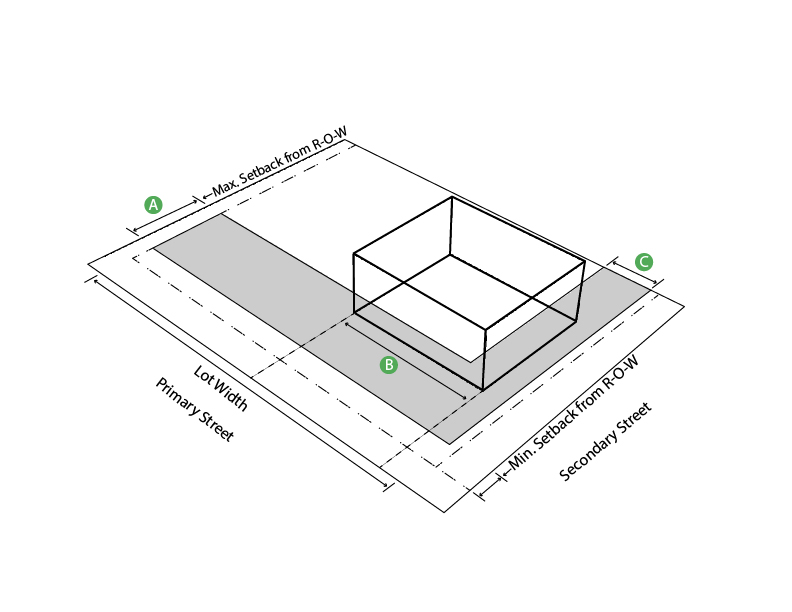 Max. Setback from R-O-W
A
C
B
Lot Width
Primary Street
Min. Setback from R-O-W
Secondary Street